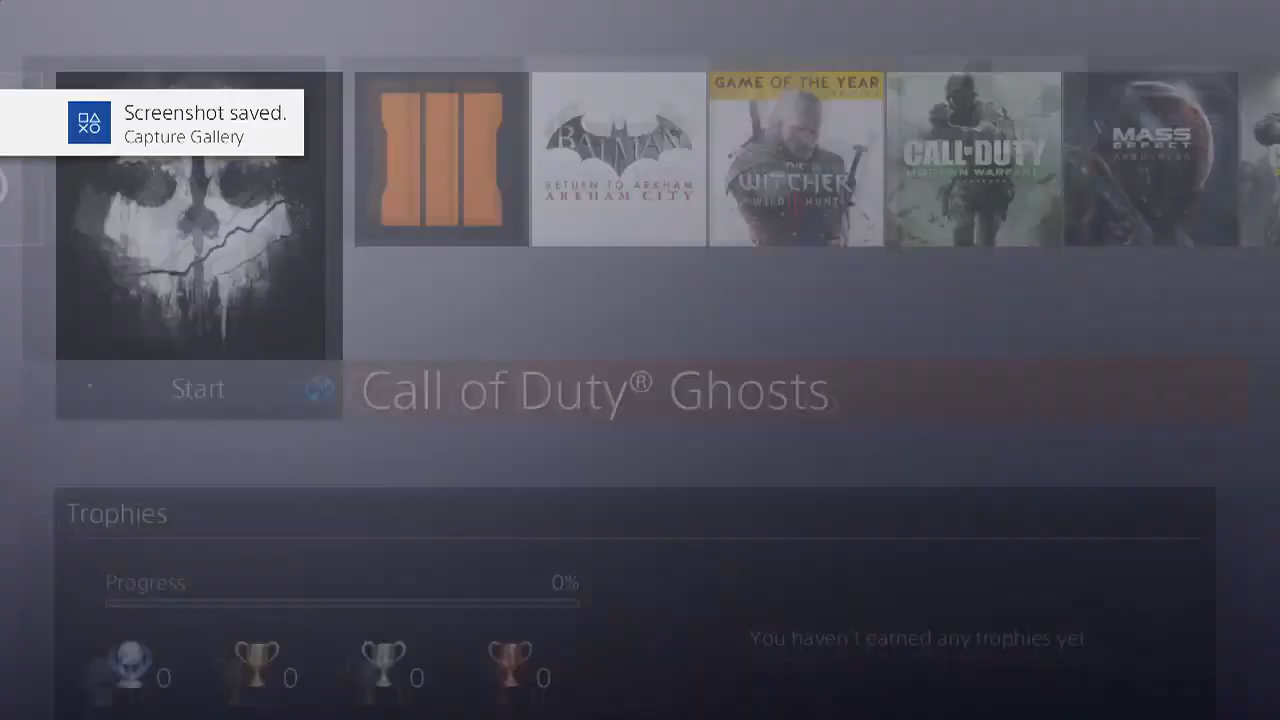 Screenshot saved.
Capture Gallery
BATMAN
RETURN TO ARKHAM
ARKHAM CITY
GAME OF THE YEAR
EDITION
THE
WITCHER
WILD HUNT
CALL OF DUTY
MODERN WARFARE
MASS
EFFECT
ANDROMEDA
Start
Call of Duty® Ghosts
Trophies
Progress
0%
You haven't earned any trophies yet.
0
0
0
0